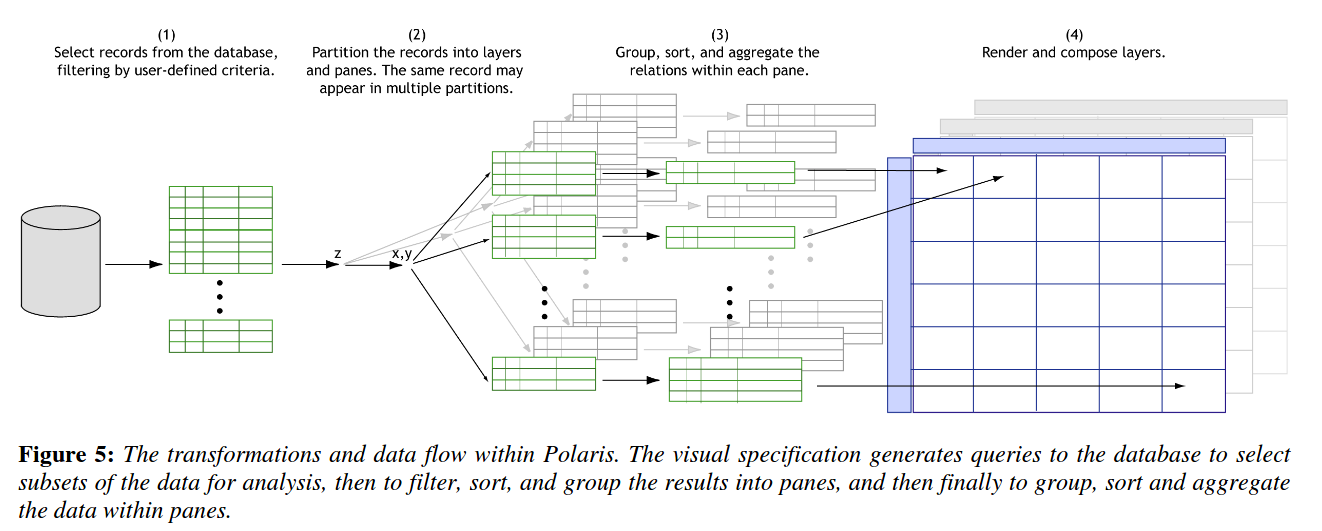 (1)
Select records from the database,
filtering by user-defined criteria.
(2)
Partition the records into layers
and panes. The same record may
appear in multiple partitions.
(3)
Group, sort, and aggregate the
relations within each pane.
(4)
Render and compose layers.
z
x,y
Figure 5: The transformations and data flow within Polaris. The visual specification generates queries to the database to select
subsets of the data for analysis, then to filter, sort, and group the results into panes, and then finally to group, sort and aggregate
the data within panes.